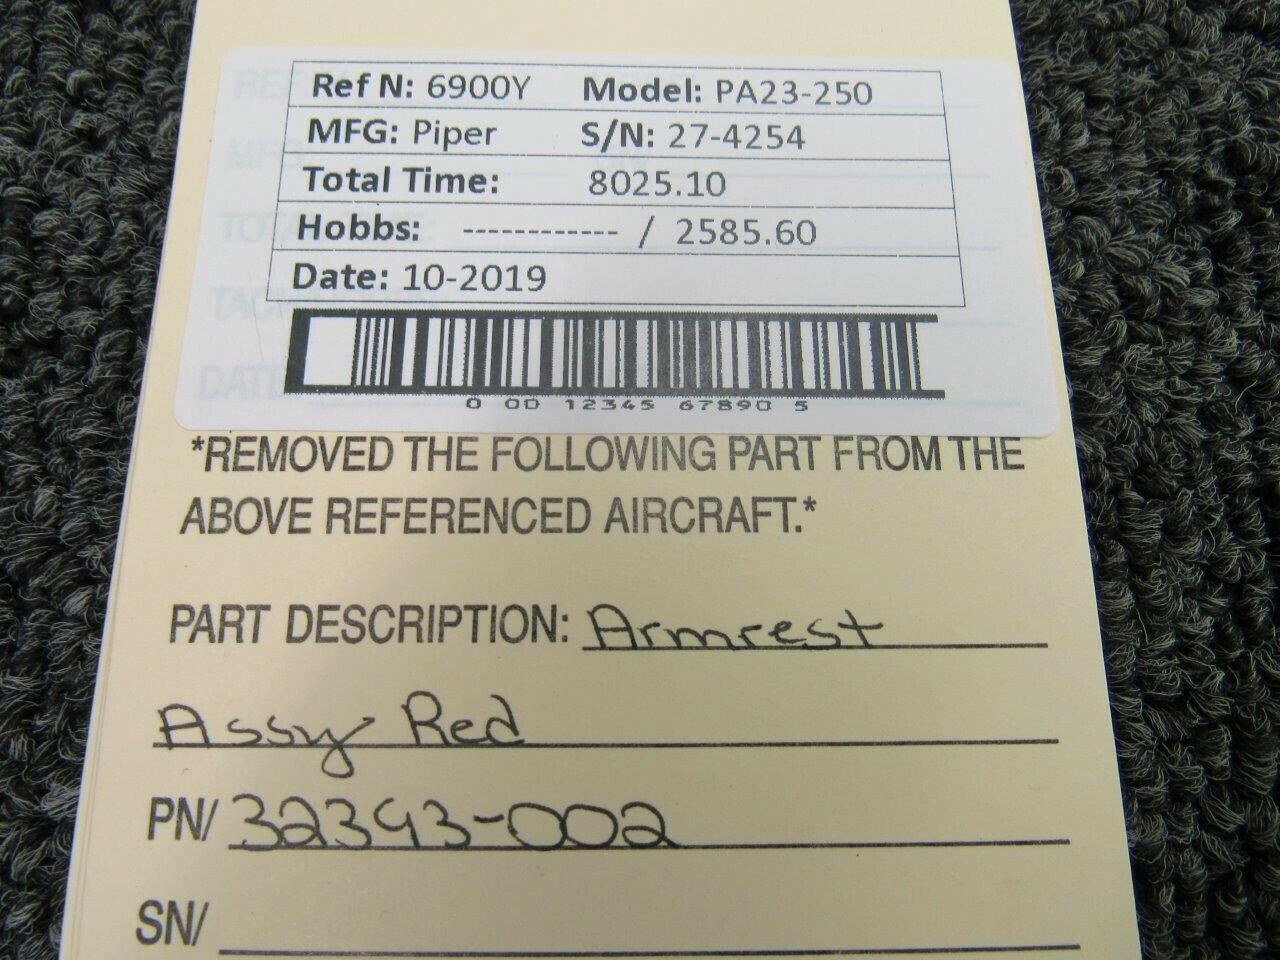 Ref N: 6900Y Model: PA23-250
MFG: Piper S/N: 27-4254
Total Time: 8025.10
Hobbs: ------------ / 2585.60
Date: 10-2019
0 00 12345 67890 5
*REMOVED THE FOLLOWING PART FROM THE
ABOVE REFERENCED AIRCRAFT.*
PART DESCRIPTION: Armrest
Assy Red
PN/ 32393-002
SN/